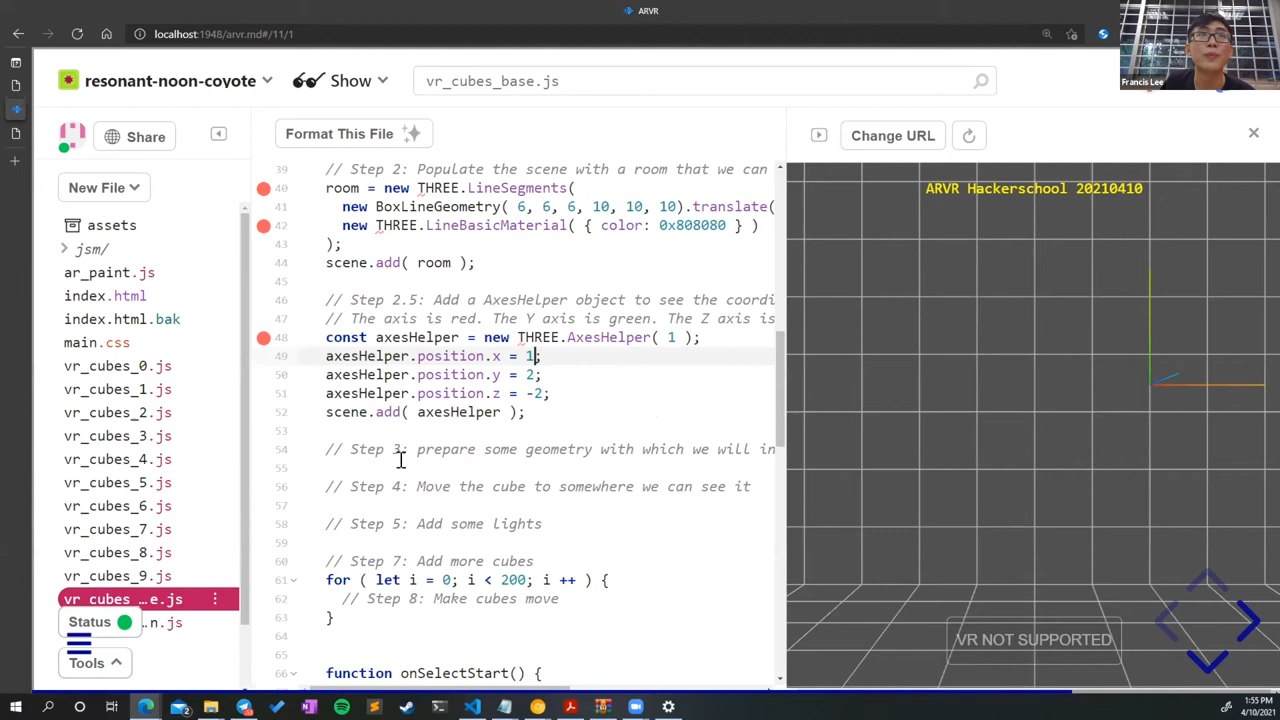 ARVR
localhost:1948/arvr.md#/11/1
Francis Lee
resonant-noon-coyote
Show
vr_cubes_base.js
Share
Format This File
Change URL
New File
assets
jsm/
ar_paint.js
index.html
index.html.bak
main.css
vr_cubes_0.js
vr_cubes_1.js
vr_cubes_2.js
vr_cubes_3.js
vr_cubes_4.js
vr_cubes_5.js
vr_cubes_6.js
vr_cubes_7.js
vr_cubes_8.js
vr_cubes_9.js
vr_cubes_…e.js
…n.js
Status
Tools
39 // Step 2: Populate the scene with a room that we can
40 room = new THREE.LineSegments(
41 new BoxLineGeometry( 6, 6, 6, 10, 10, 10).translate(
42 new THREE.LineBasicMaterial( { color: 0x808080 } )
43 );
44 scene.add( room );
45
46 // Step 2.5: Add a AxesHelper object to see the coordi
47 // The axis is red. The Y axis is green. The Z axis is
48 const axesHelper = new THREE.AxesHelper( 1 );
49 axesHelper.position.x = 1;
50 axesHelper.position.y = 2;
51 axesHelper.position.z = -2;
52 scene.add( axesHelper );
53
54 // Step 3: prepare some geometry with which we will in
55
56 // Step 4: Move the cube to somewhere we can see it
57
58 // Step 5: Add some lights
59
60 // Step 7: Add more cubes
61 for ( let i = 0; i < 200; i ++ ) {
62 // Step 8: Make cubes move
63 }
64
65
66 function onSelectStart() {
ARVR Hackerschool 20210410
VR NOT SUPPORTED
1:55 PM
4/10/2021